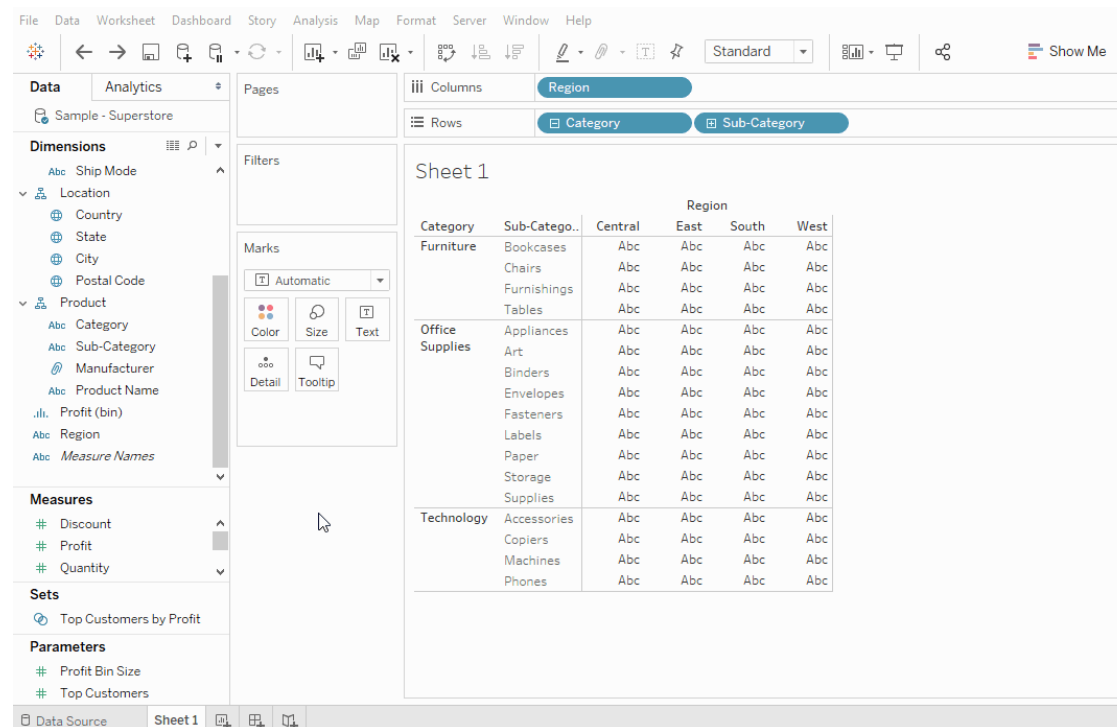 File Data Worksheet Dashboard Story Analysis Map Format Server Window Help
Standard Show Me
Data Analytics
Sample - Superstore
Dimensions
Abc Ship Mode
Location
Country
State
City
Postal Code
Product
Abc Category
Abc Sub-Category
Manufacturer
Abc Product Name
Profit (bin)
Abc Region
Abc Measure Names
Measures
# Discount
# Profit
# Quantity
Sets
Top Customers by Profit
Parameters
# Profit Bin Size
# Top Customers
Pages
Filters
Marks
T Automatic
Color Size Text
Detail Tooltip
Columns Region
Rows Category Sub-Category
Sheet 1
Region
Category Sub-Catego.. Central East South West
Furniture Bookcases Abc Abc Abc Abc
Chairs Abc Abc Abc Abc
Furnishings Abc Abc Abc Abc
Tables Abc Abc Abc Abc
Office Supplies Appliances Abc Abc Abc Abc
Art Abc Abc Abc Abc
Binders Abc Abc Abc Abc
Envelopes Abc Abc Abc Abc
Fasteners Abc Abc Abc Abc
Labels Abc Abc Abc Abc
Paper Abc Abc Abc Abc
Storage Abc Abc Abc Abc
Supplies Abc Abc Abc Abc
Technology Accessories Abc Abc Abc Abc
Copiers Abc Abc Abc Abc
Machines Abc Abc Abc Abc
Phones Abc Abc Abc Abc
Data Source Sheet 1